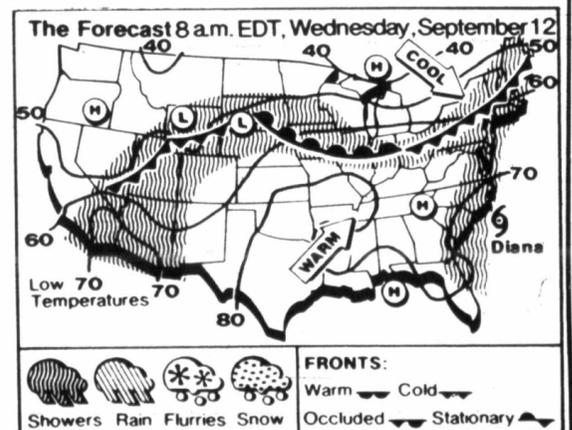 The Forecast 8 a.m. EDT, Wednesday, September 12
40
40
40
COOL
50
60
H
50
H
L
L
70
H
Diana
WARM
60
H
Low
Temperatures
70
70
80
FRONTS:
Warm Cold
Showers Rain Flurries Snow
Occluded Stationary